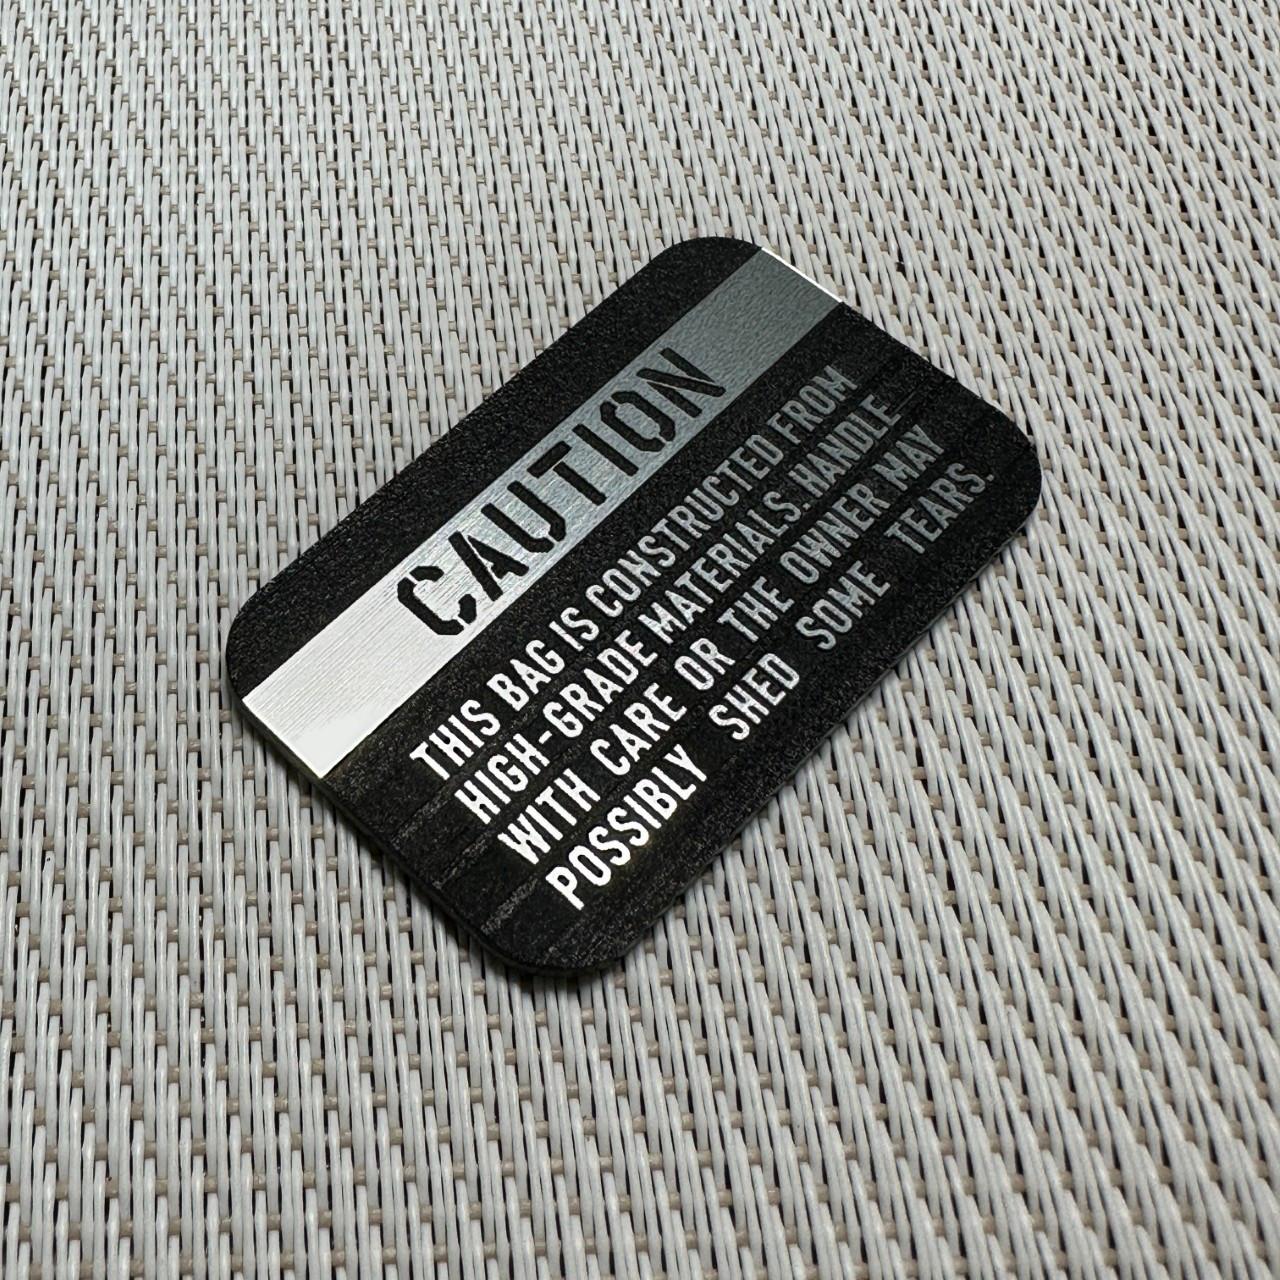 CAUTION
THIS BAG IS CONSTRUCTED FROM
HIGH-GRADE MATERIALS. HANDLE
WITH CARE OR THE OWNER MAY
POSSIBLY SHED SOME TEARS.